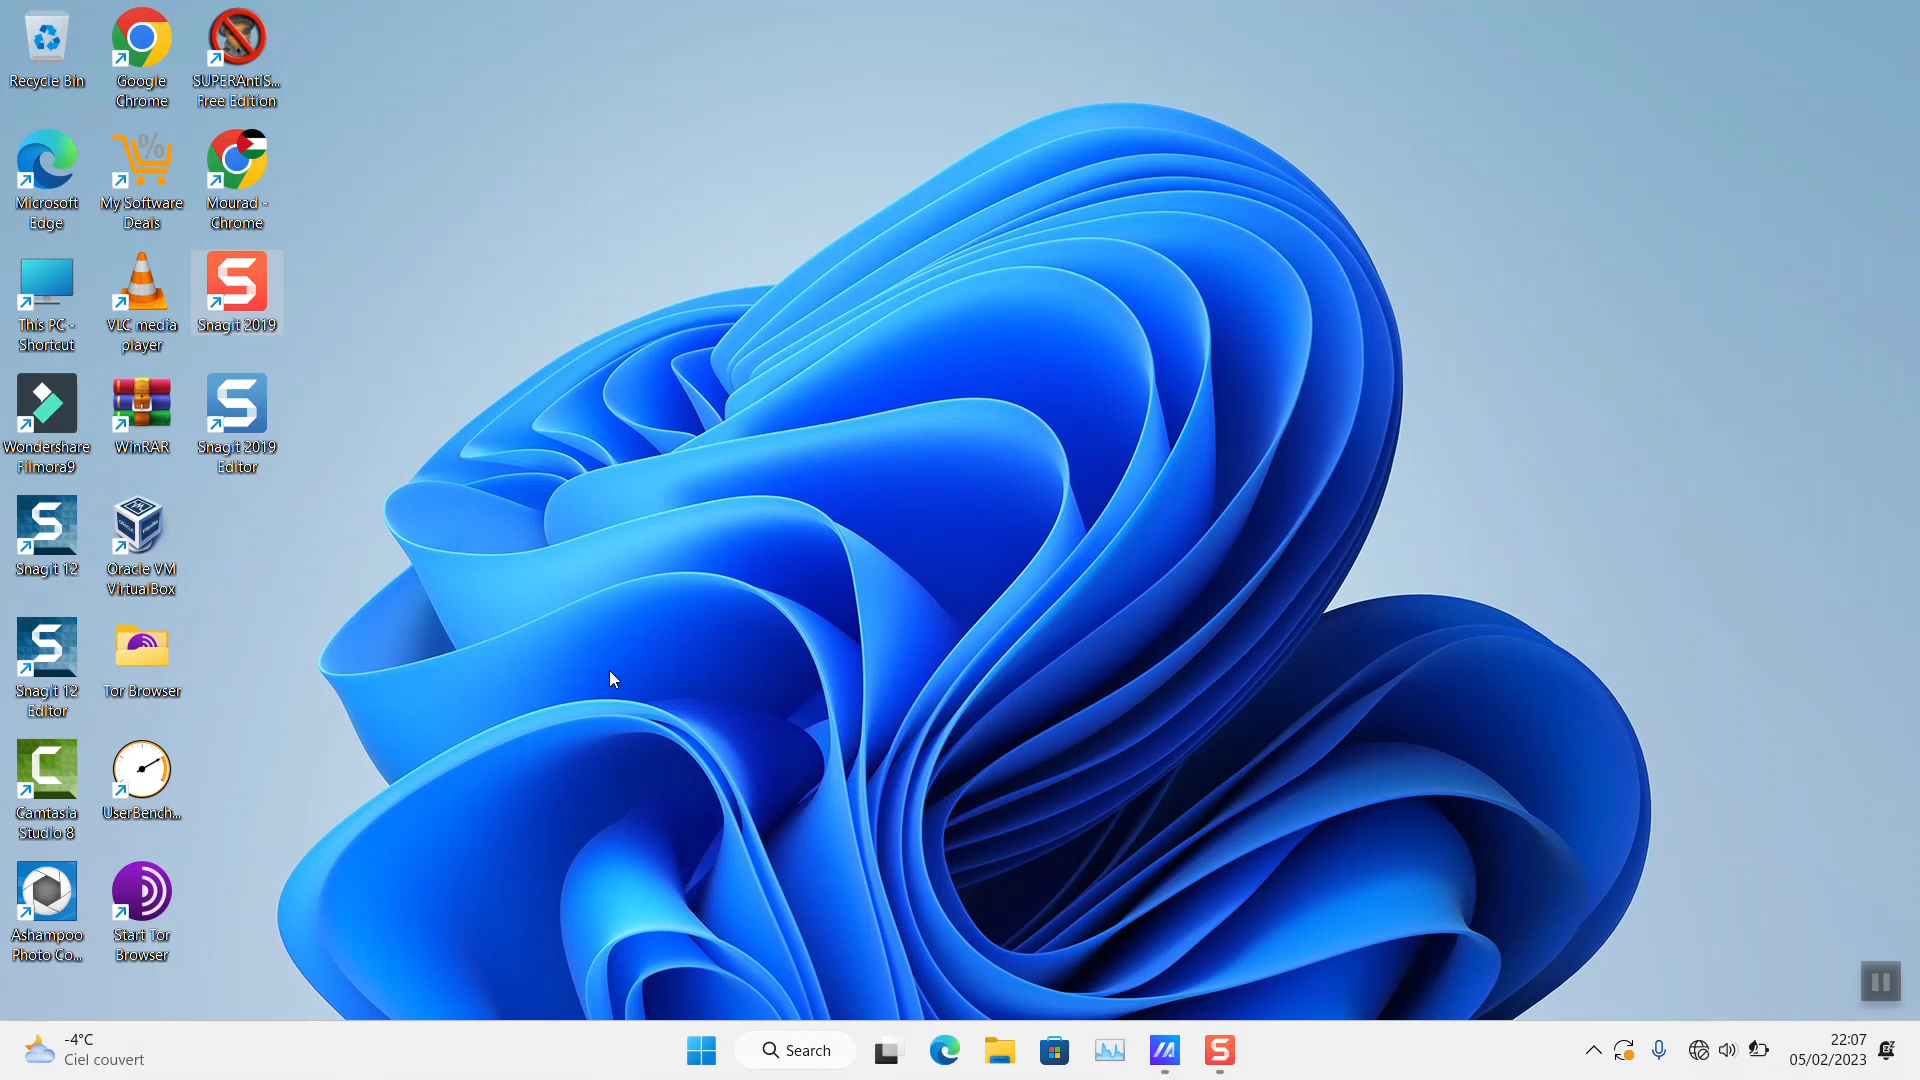 Recycle Bin
Google
Chrome
SUPERAntiS...
Free Edition
Microsoft
Edge
My Software
Deals
Mourad -
Chrome
This PC -
Shortcut
VLC media
player
Snagit 2019
Wondershare
Filmora9
WinRAR
Snagit 2019
Editor
Snagit 12
Oracle VM
VirtualBox
Snagit 12
Editor
Tor Browser
Camtasia
Studio 8
UserBench...
Ashampoo
Photo Co...
Start Tor
Browser
-4°C
Ciel couvert
Search
22:07
05/02/2023